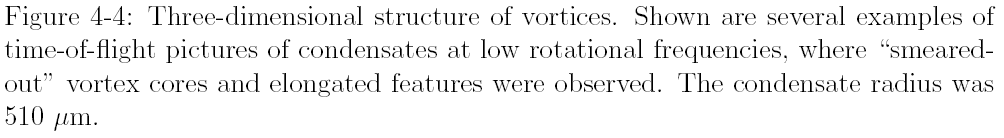 Figure 4-4: Three-dimensional structure of vortices. Shown are several examples of
time-of-flight pictures of condensates at low rotational frequencies, where “smeared-
out” vortex cores and elongated features were observed. The condensate radius was
510 μm.